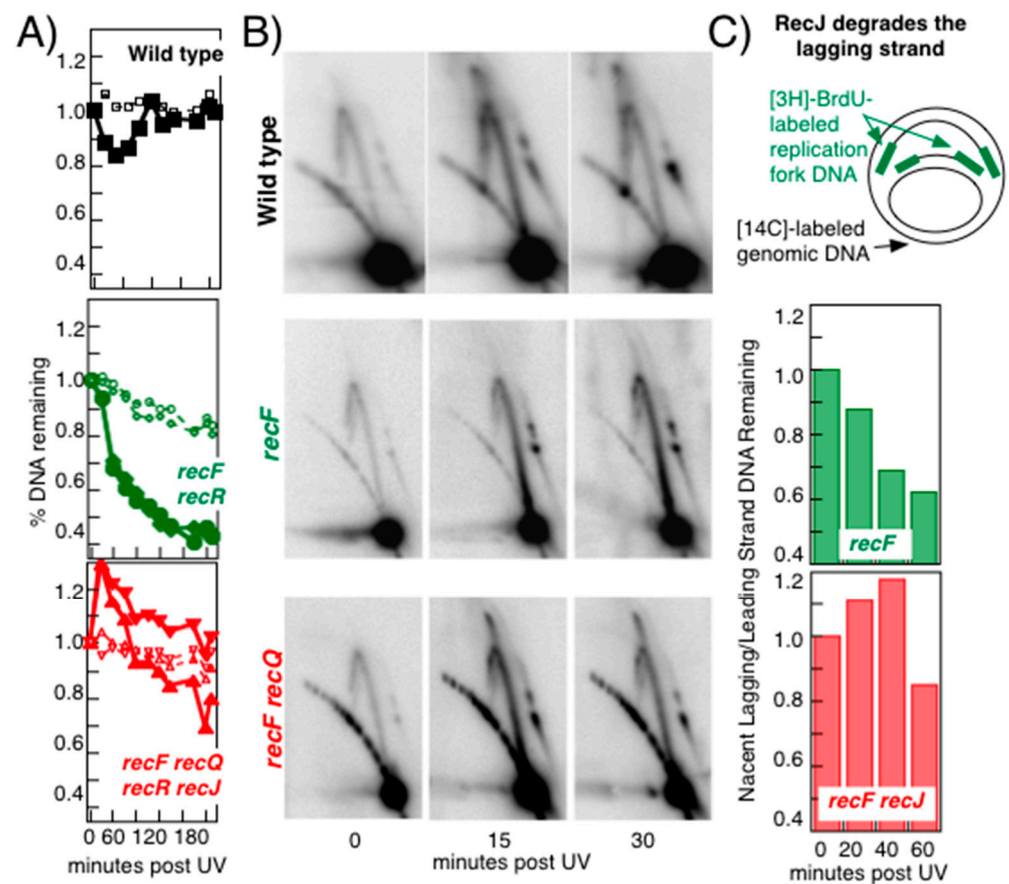 A)
Wild type
1.2
1.0
0.8
0.6
0.4
1.2
1.0
0.8
0.6
0.4
recF
recR
% DNA remaining
1.2
1.0
0.8
0.6
0.4
recF recQ
recR recJ
0 60 120 180
minutes post UV
B)
Wild type
recF
recF recQ
0 15 30
minutes post UV
C)
RecJ degrades the
lagging strand
[3H]-BrdU-
labeled
replication
fork DNA
[14C]-labeled
genomic DNA
Nacent Lagging/Leading Strand DNA Remaining
1.2
1.0
0.8
0.6
0.4
recF
1.2
1.0
0.8
0.6
0.4
recF recJ
0 20 40 60
minutes post UV